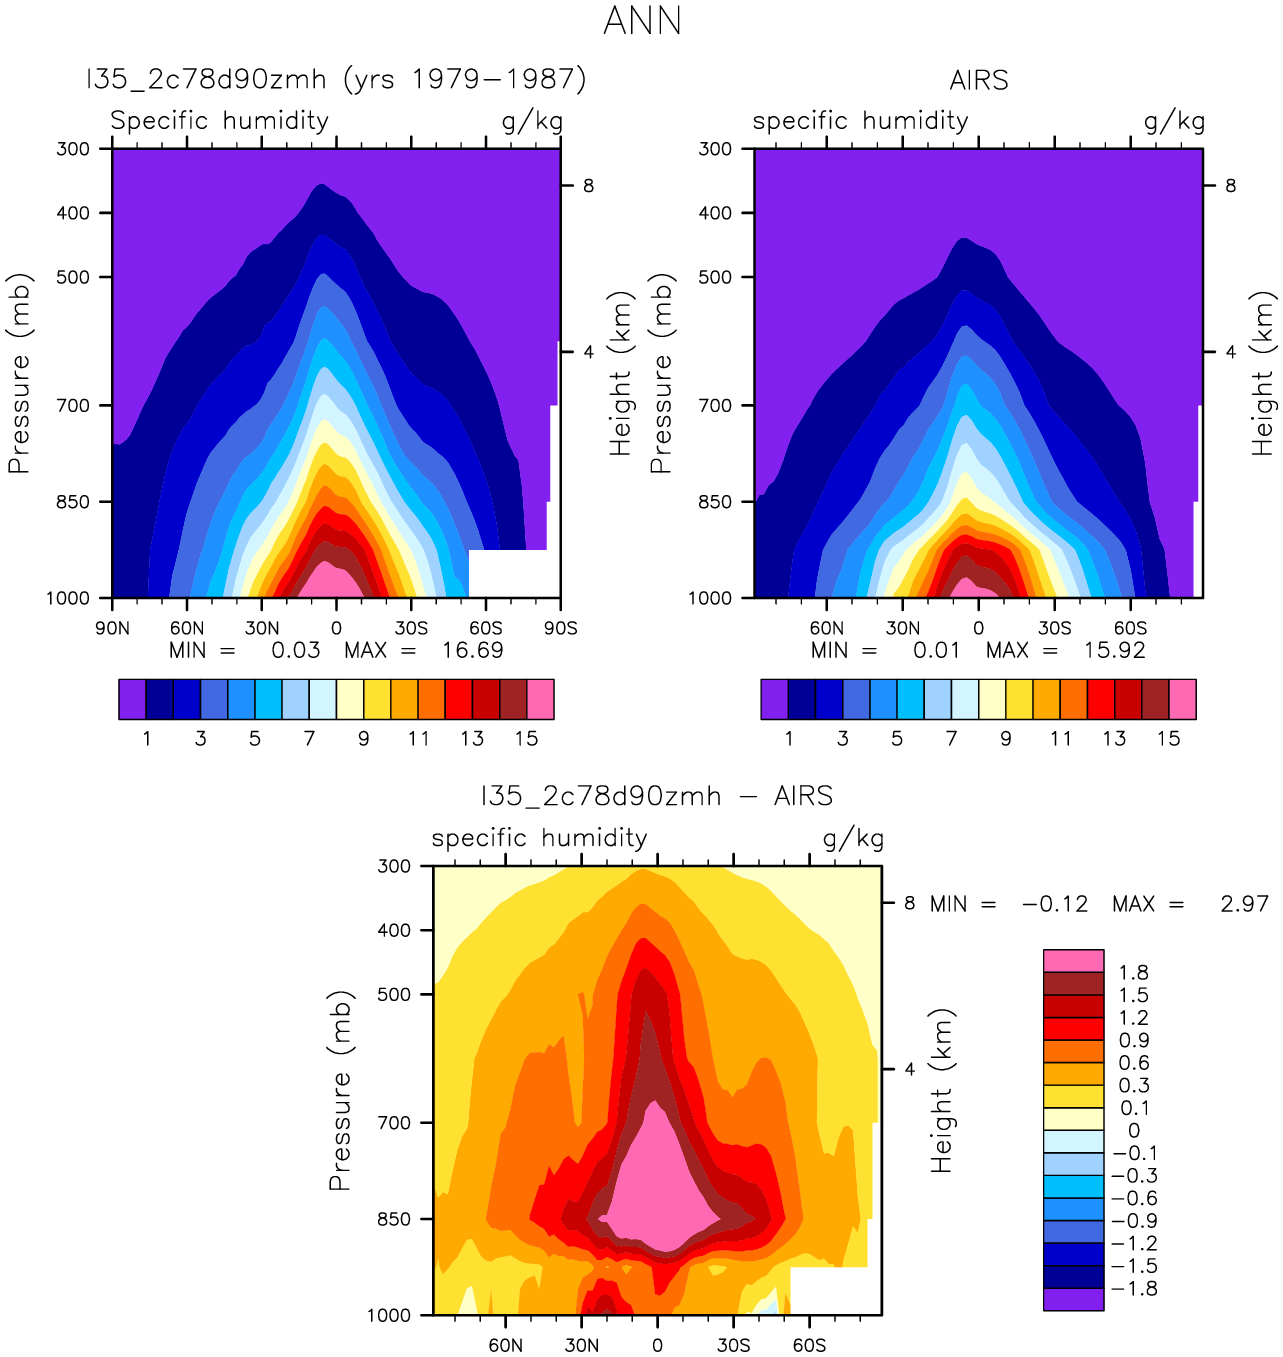 ANN
l35_2c78d90zmh (yrs 1979−1987)
Specific humidity g/kg
300
400
500
700
850
1000
Pressure (mb)
8
4
Height (km)
90N 60N 30N 0 30S 60S 90S
MIN = 0.03 MAX = 16.69
1 3 5 7 9 11 13 15
AIRS
specific humidity g/kg
300
400
500
700
850
1000
Pressure (mb)
8
4
Height (km)
60N 30N 0 30S 60S
MIN = 0.01 MAX = 15.92
1 3 5 7 9 11 13 15
l35_2c78d90zmh − AIRS
specific humidity g/kg
300
400
500
700
850
1000
Pressure (mb)
8
4
Height (km)
60N 30N 0 30S 60S
MIN = −0.12 MAX = 2.97
1.8
1.5
1.2
0.9
0.6
0.3
0.1
0
−0.1
−0.3
−0.6
−0.9
−1.2
−1.5
−1.8